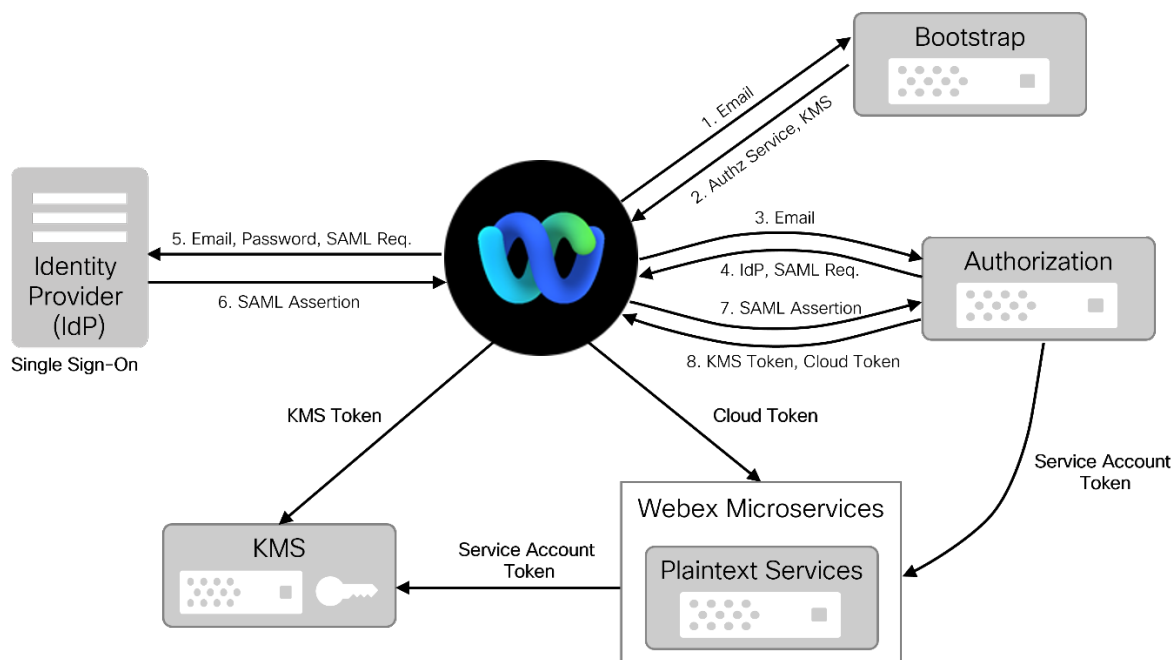 Bootstrap
1. Email
2. Authz Service, KMS
3. Email
5. Email, Password, SAML Req.
4. IdP, SAML Req.
Authorization
Identity
Provider
(IdP)
6. SAML Assertion
7. SAML Assertion
Single Sign-On
8. KMS Token, Cloud Token
KMS Token
Cloud Token
Service Account
Token
Webex Microservices
KMS
Service Account
Token
Plaintext Services